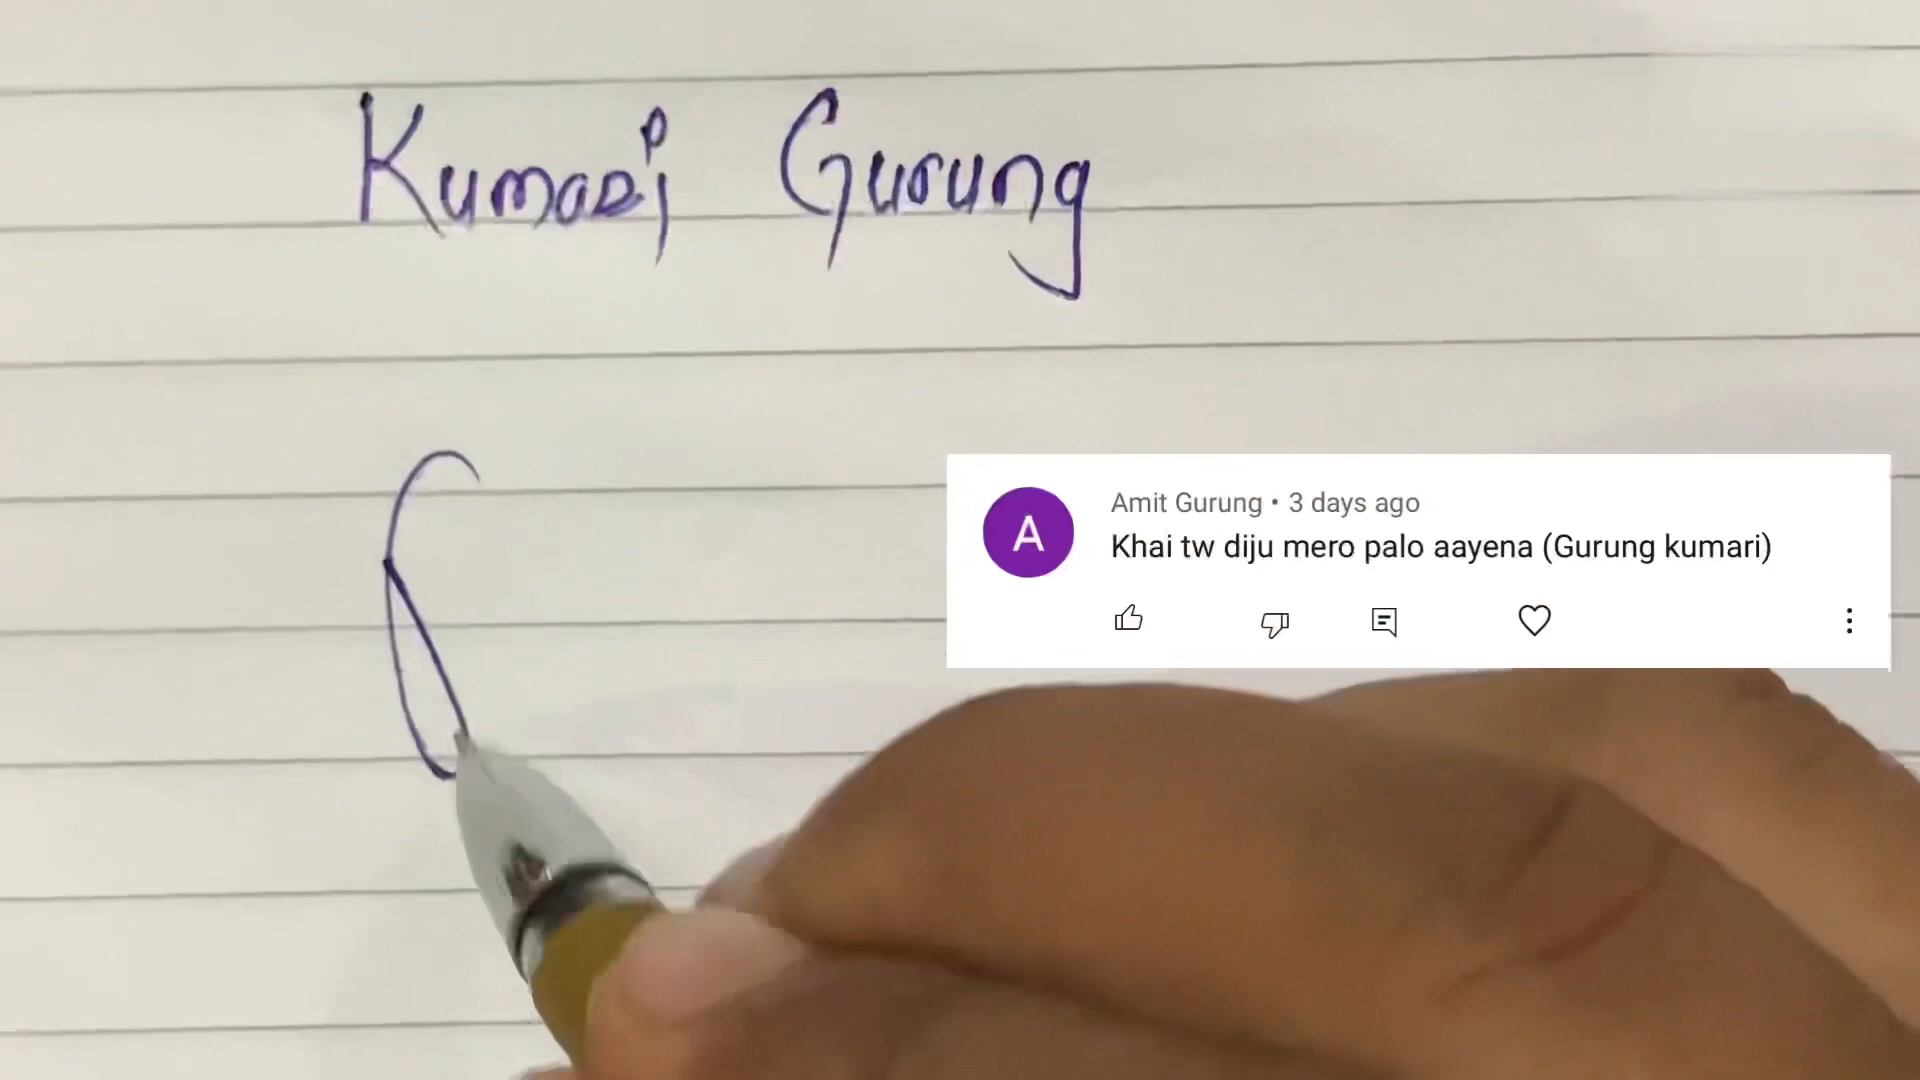 Kumari Gurung
A
Amit Gurung • 3 days ago
Khai tw diju mero palo aayena (Gurung kumari)